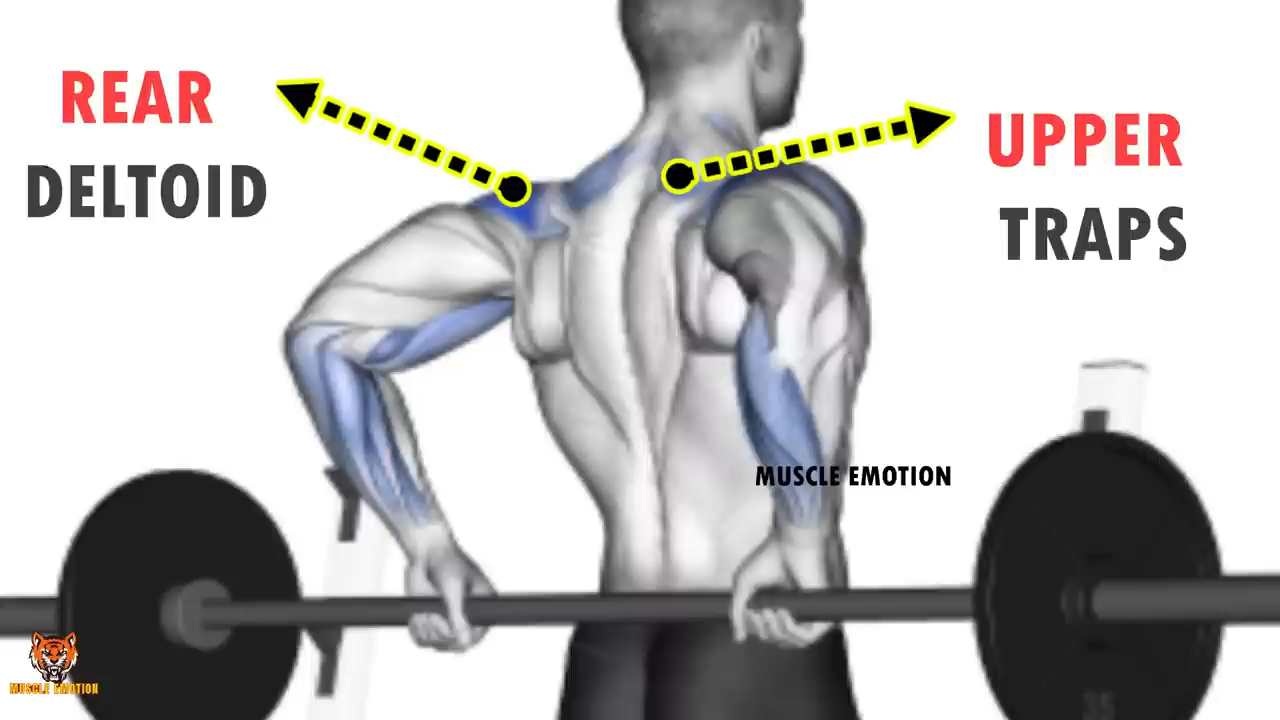 REAR
DELTOID
UPPER
TRAPS
MUSCLE EMOTION
MUSCLE EMOTION